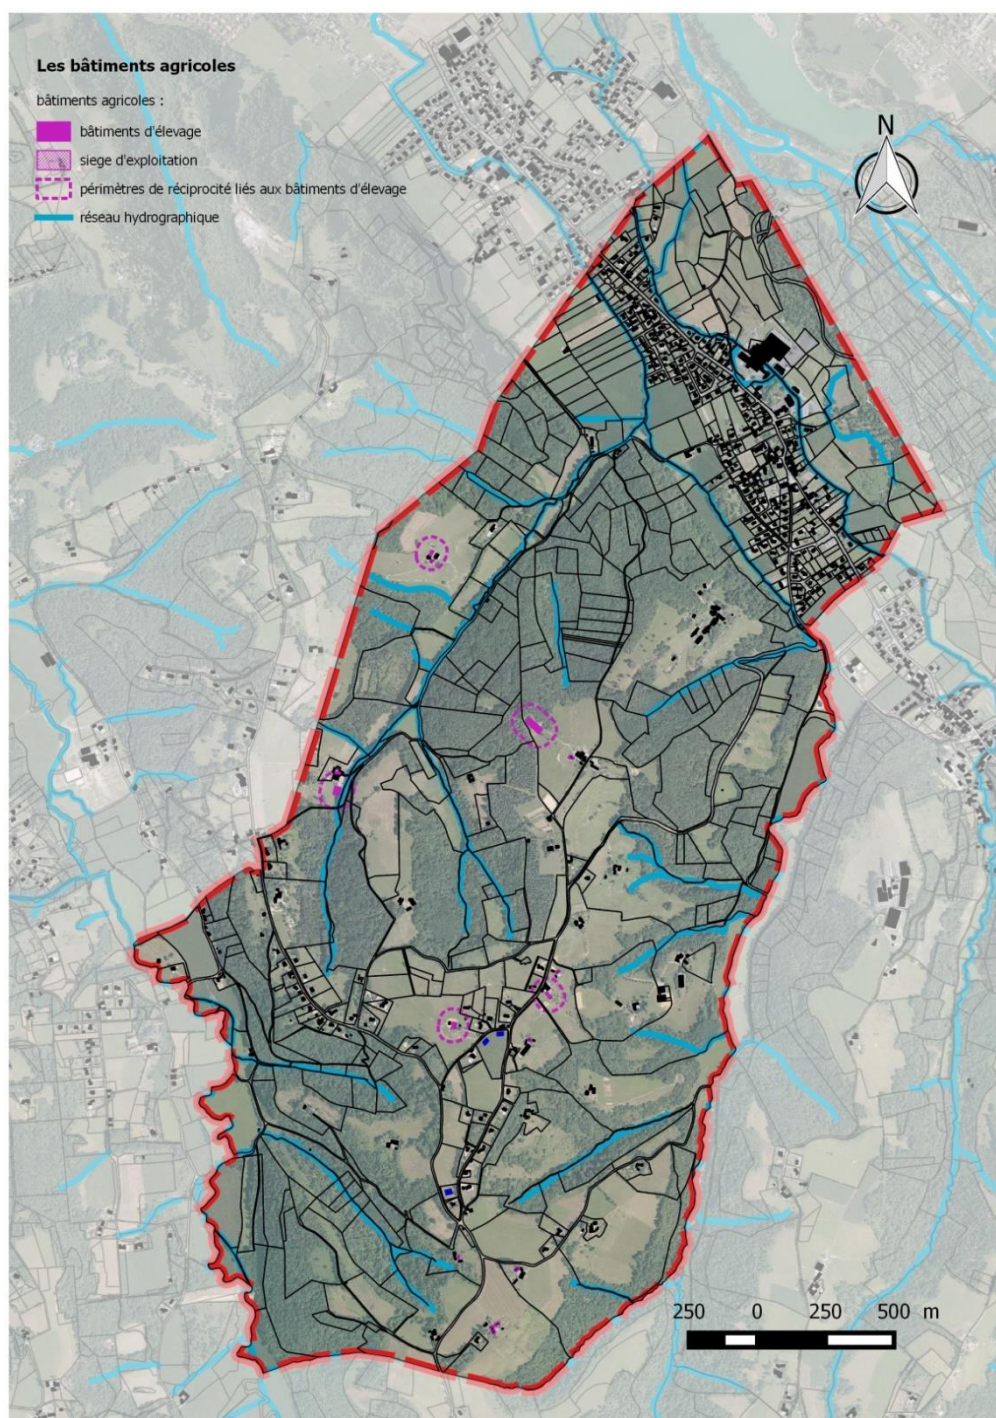 Les bâtiments agricoles
bâtiments agricoles :
bâtiments d'élevage
siege d'exploitation
périmètres de réciprocité liés aux bâtiments d'élevage
réseau hydrographique
N
250 0 250 500 m